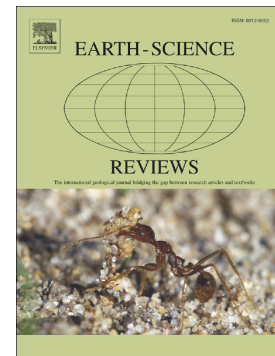 ISSN: 0012-8252
ELSEVIER
EARTH-SCIENCE
REVIEWS
The international geological journal bridging the gap between research articles and textbooks